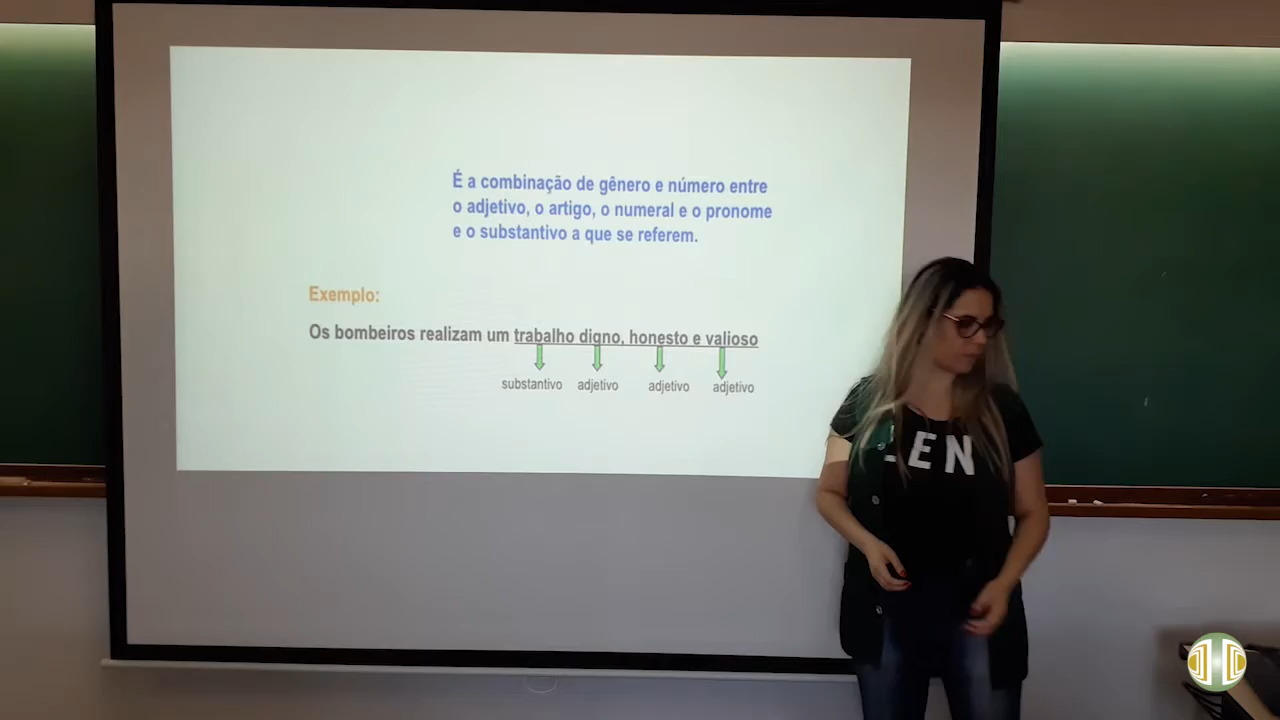 É a combinação de gênero e número entre
o adjetivo, o artigo, o numeral e o pronome
e o substantivo a que se referem.
Exemplo:
Os bombeiros realizam um trabalho digno, honesto e valioso
substantivo adjetivo adjetivo adjetivo
EN